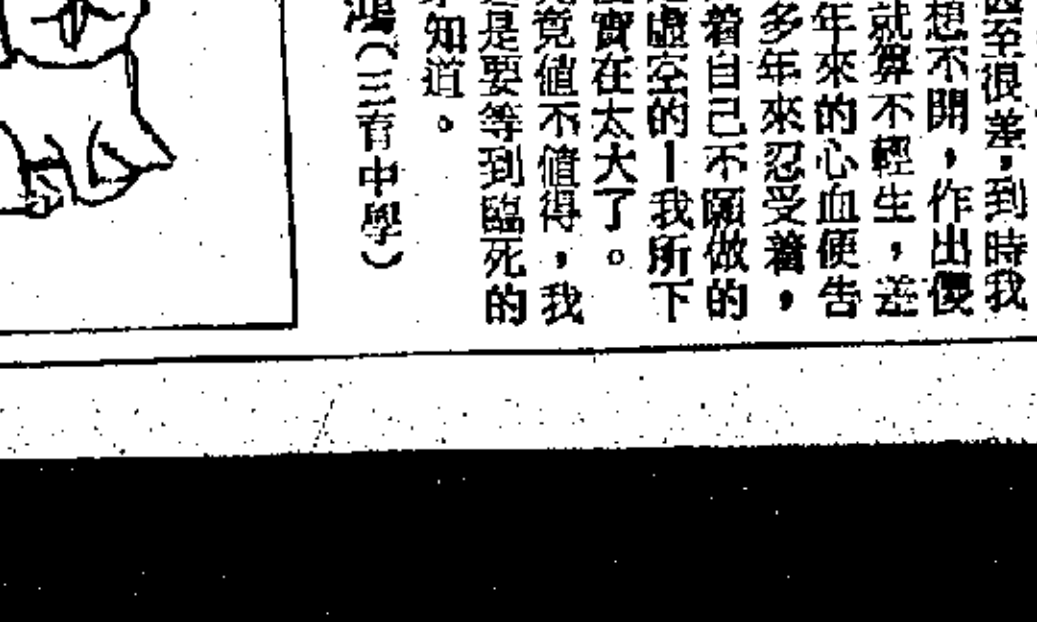 至很差，到時我
想不開，作出傻
就算不輕生，差
年來的心血便告
多年來忍受着，
着自己不願做的
虛空的—我所下
實在太大了。
究竟值不值得，我
是要等到臨死的
知道。
鴻（三育中學）